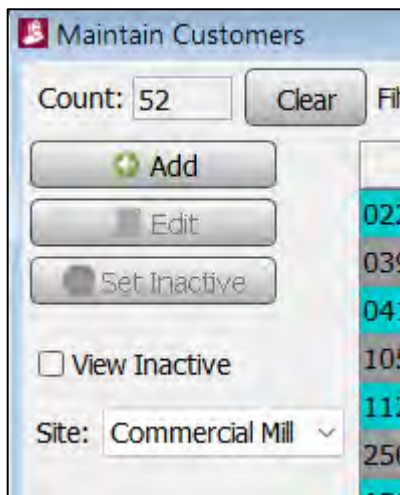 Maintain Customers
Count: 52 Clear
Add
Edit
Set Inactive
View Inactive
Site: Commercial Mill